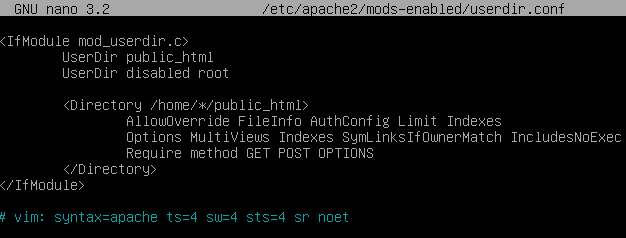 GNU nano 3.2 /etc/apache2/mods-enabled/userdir.conf
<IfModule mod_userdir.c>
UserDir public_html
UserDir disabled root
<Directory /home/*/public_html>
AllowOverride FileInfo AuthConfig Limit Indexes
Options MultiViews Indexes SymLinksIfOwnerMatch IncludesNoExec
Require method GET POST OPTIONS
</Directory>
</IfModule>
# vim: syntax=apache ts=4 sw=4 sts=4 sr noet